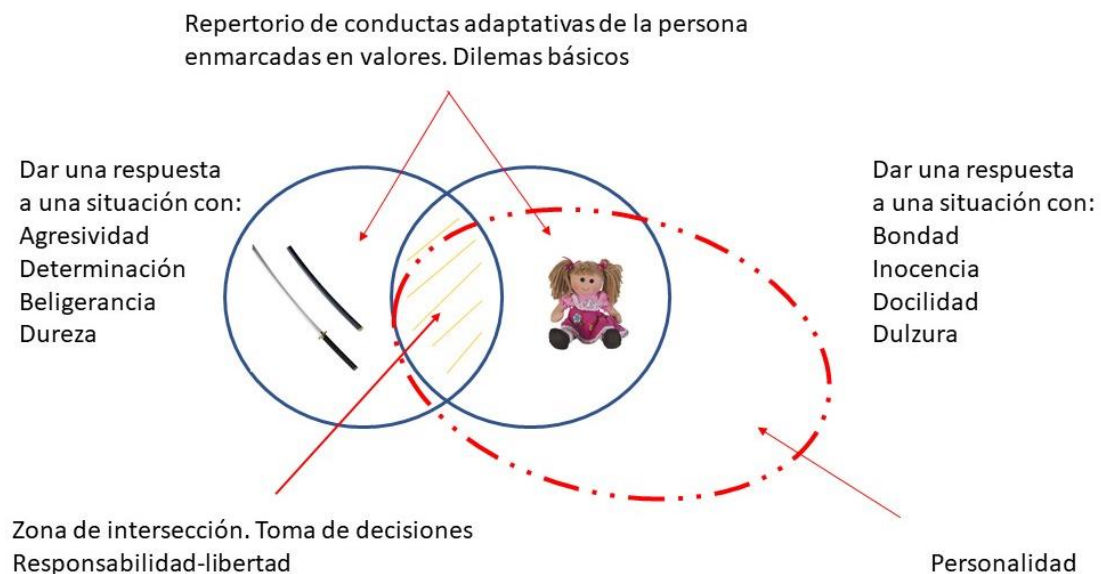 Repertorio de conductas adaptativas de la persona
enmarcadas en valores. Dilemas básicos
Dar una respuesta
a una situación con:
Agresividad
Determinación
Beligerancia
Dureza
Dar una respuesta
a una situación con:
Bondad
Inocencia
Docilidad
Dulzura
Zona de intersección. Toma de decisiones
Responsabilidad-libertad
Personalidad